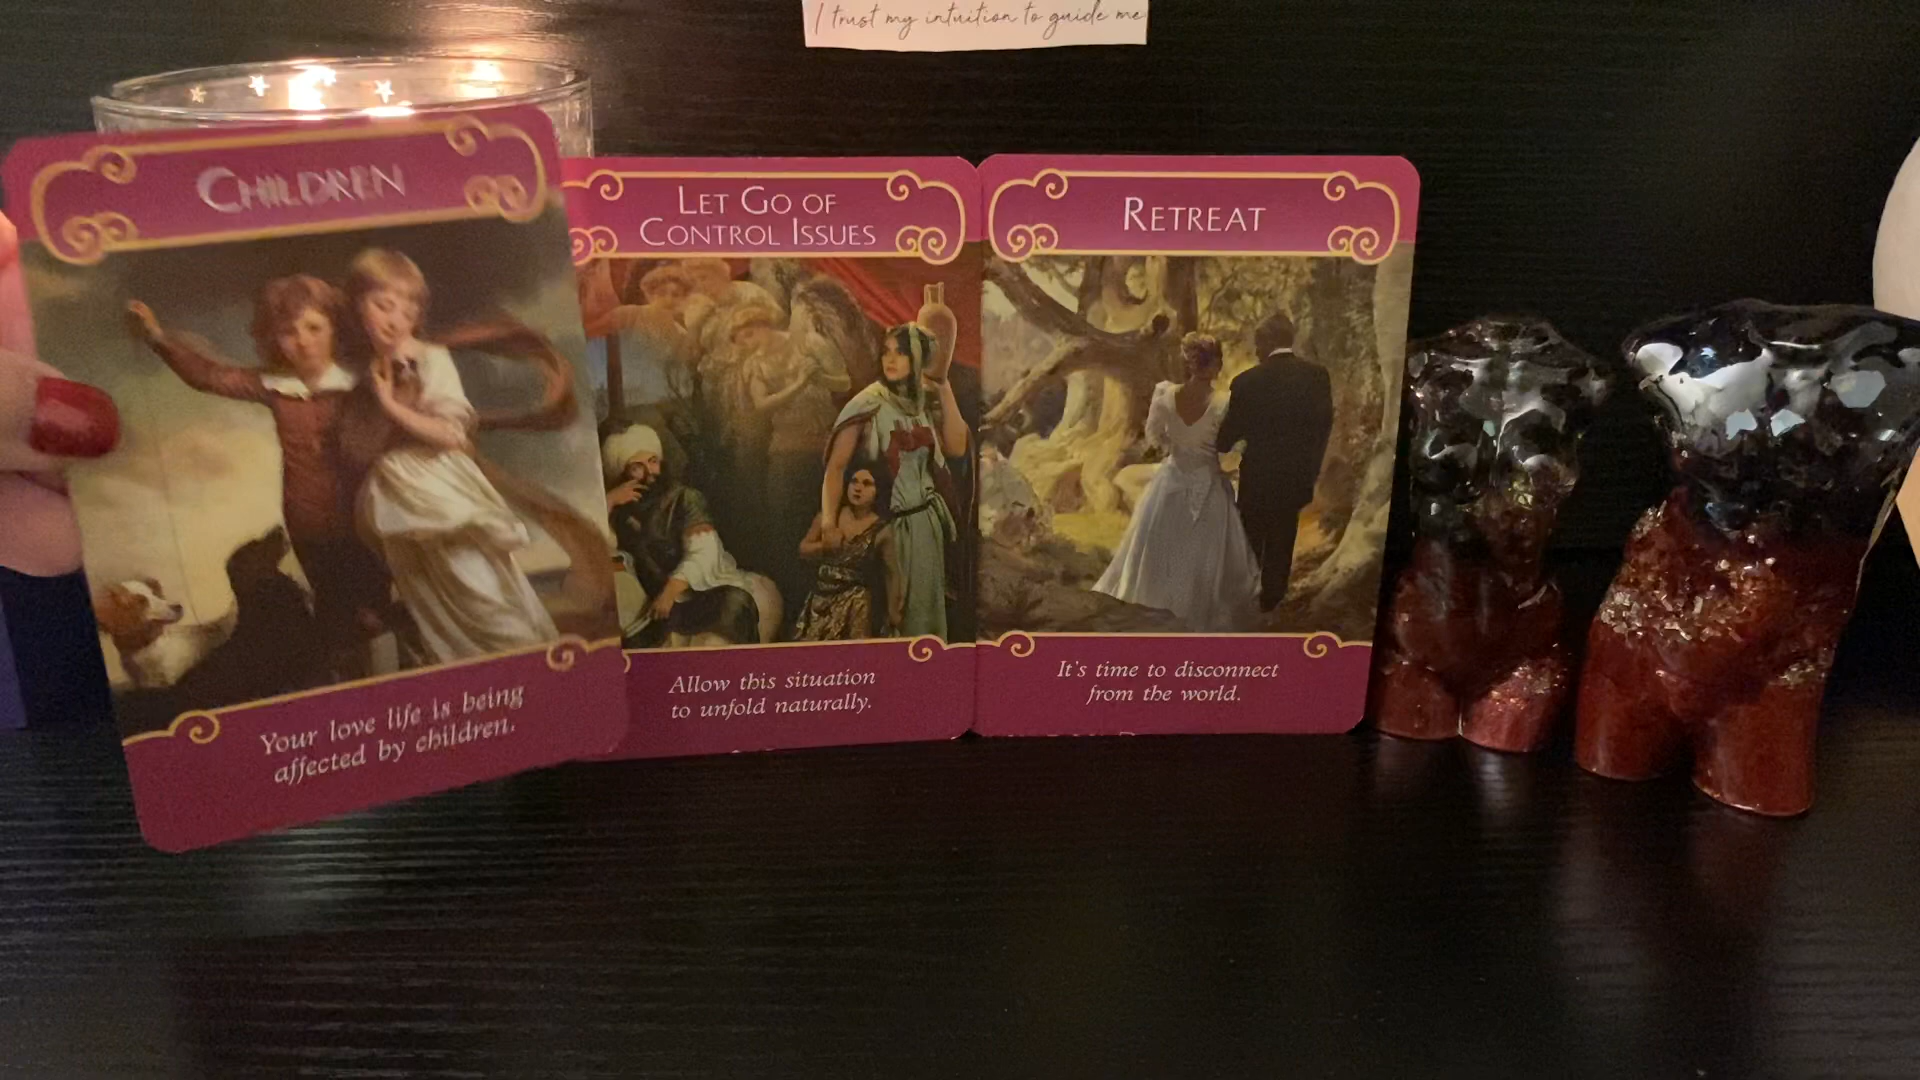 I trust my intuition to guide me
CHILDREN
Your love life is being
affected by children.
LET GO OF
CONTROL ISSUES
Allow this situation
to unfold naturally.
RETREAT
It's time to disconnect
from the world.